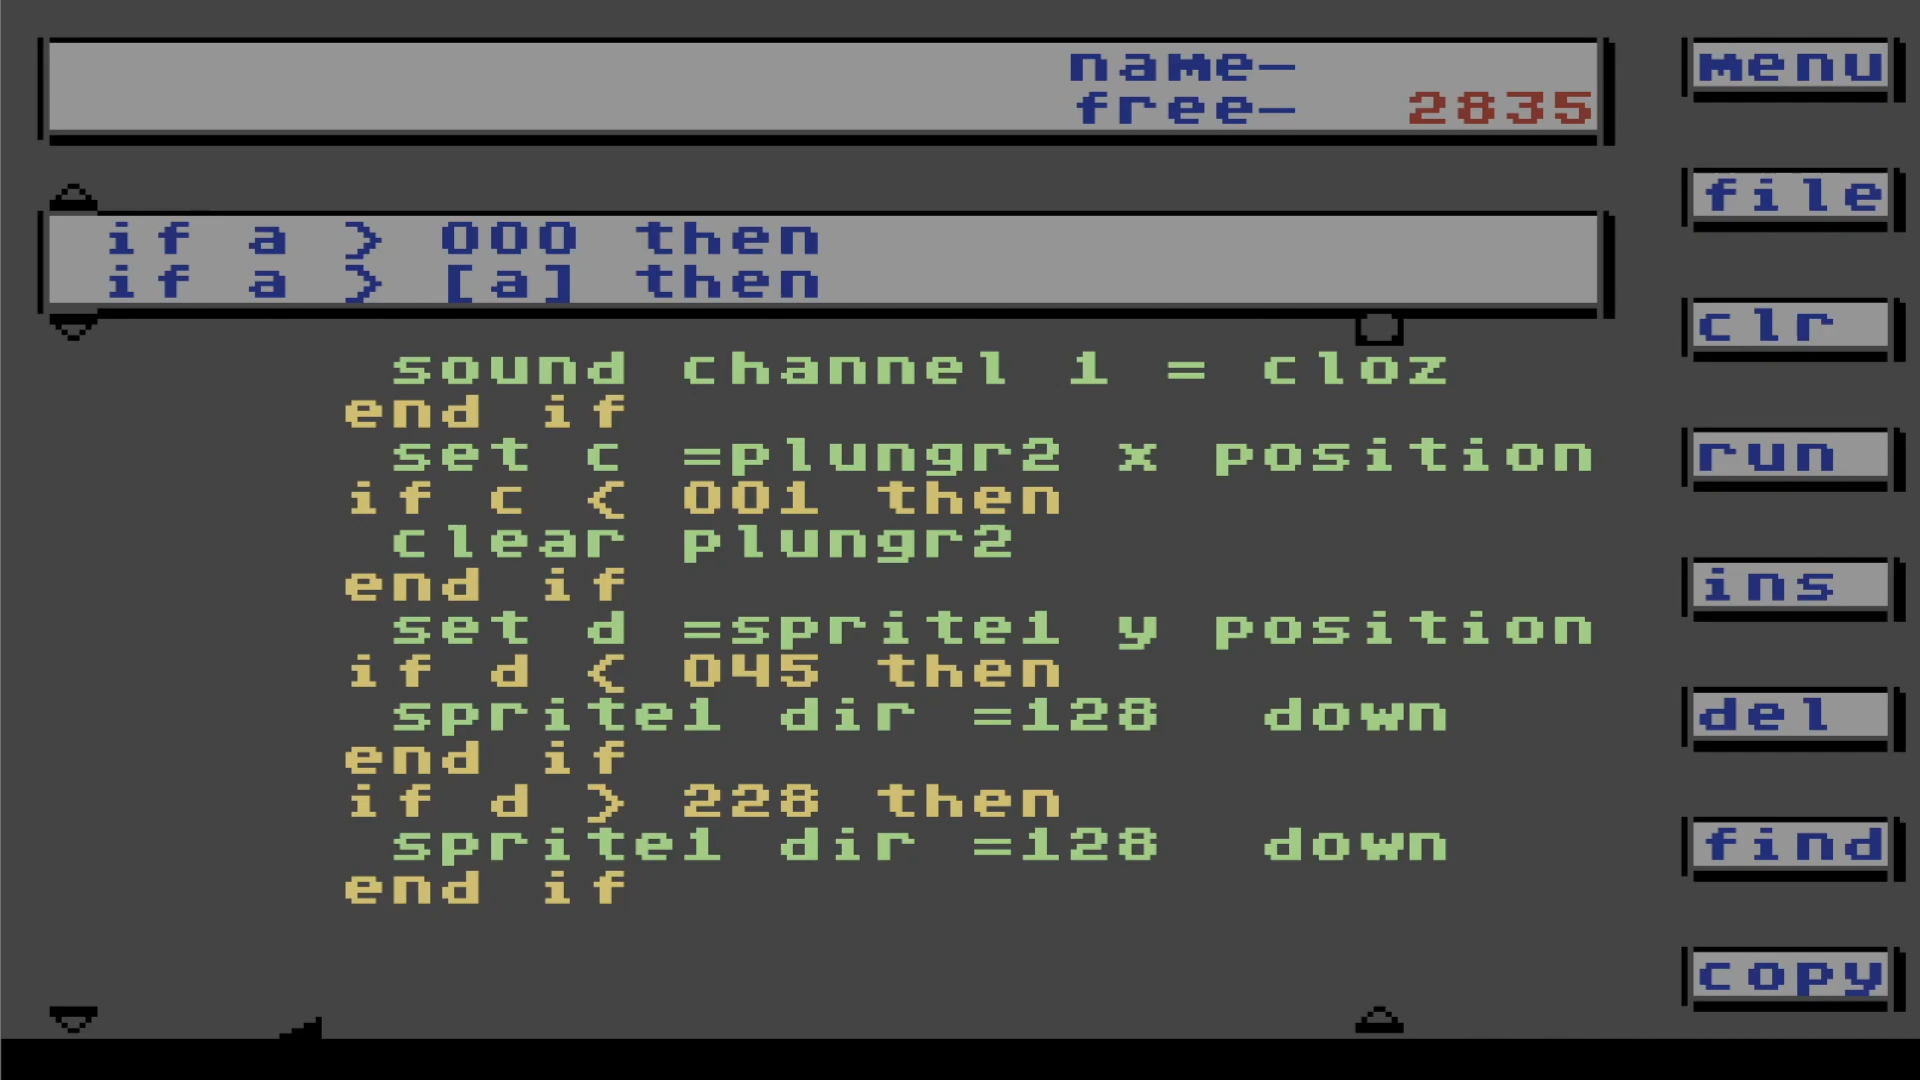 name-
free- 2835
if a > 000 then
if a > [a] then
sound channel 1 = cloz
end if
set c =plungr2 x position
if c < 001 then
clear plungr2
end if
set d =sprite1 y position
if d < 045 then
sprite1 dir =128 down
end if
if d > 228 then
sprite1 dir =128 down
end if
menu
file
clr
run
ins
del
find
copy